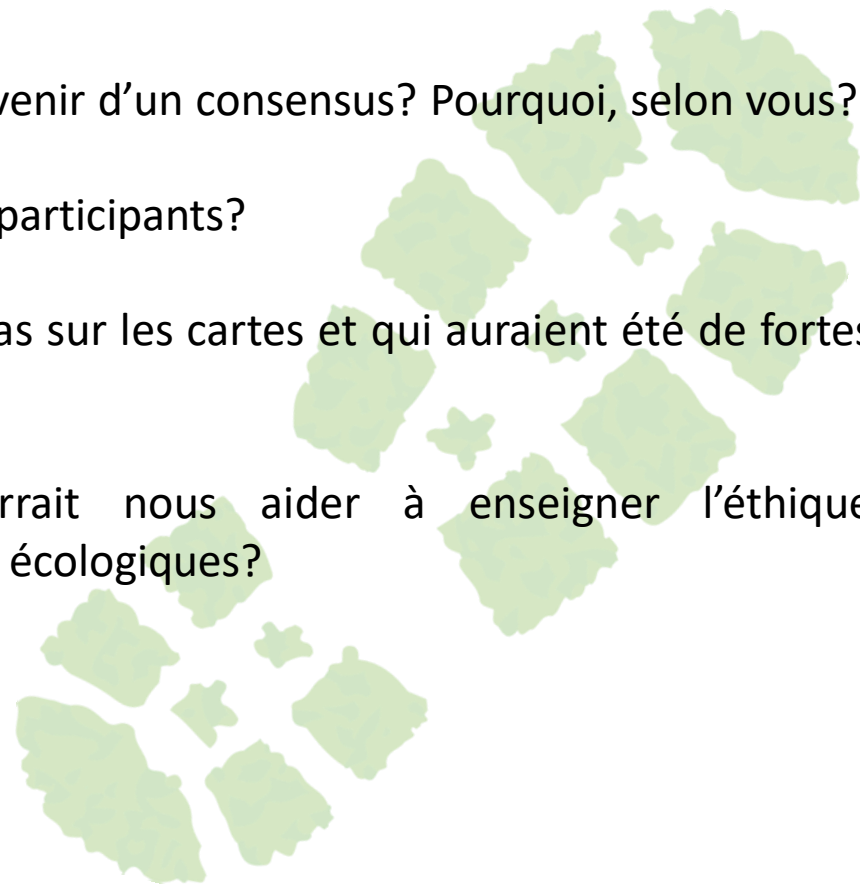 venir d’un consensus? Pourquoi, selon vous?
participants?
as sur les cartes et qui auraient été de fortes
rrait nous aider à enseigner l’éthique
écologiques?